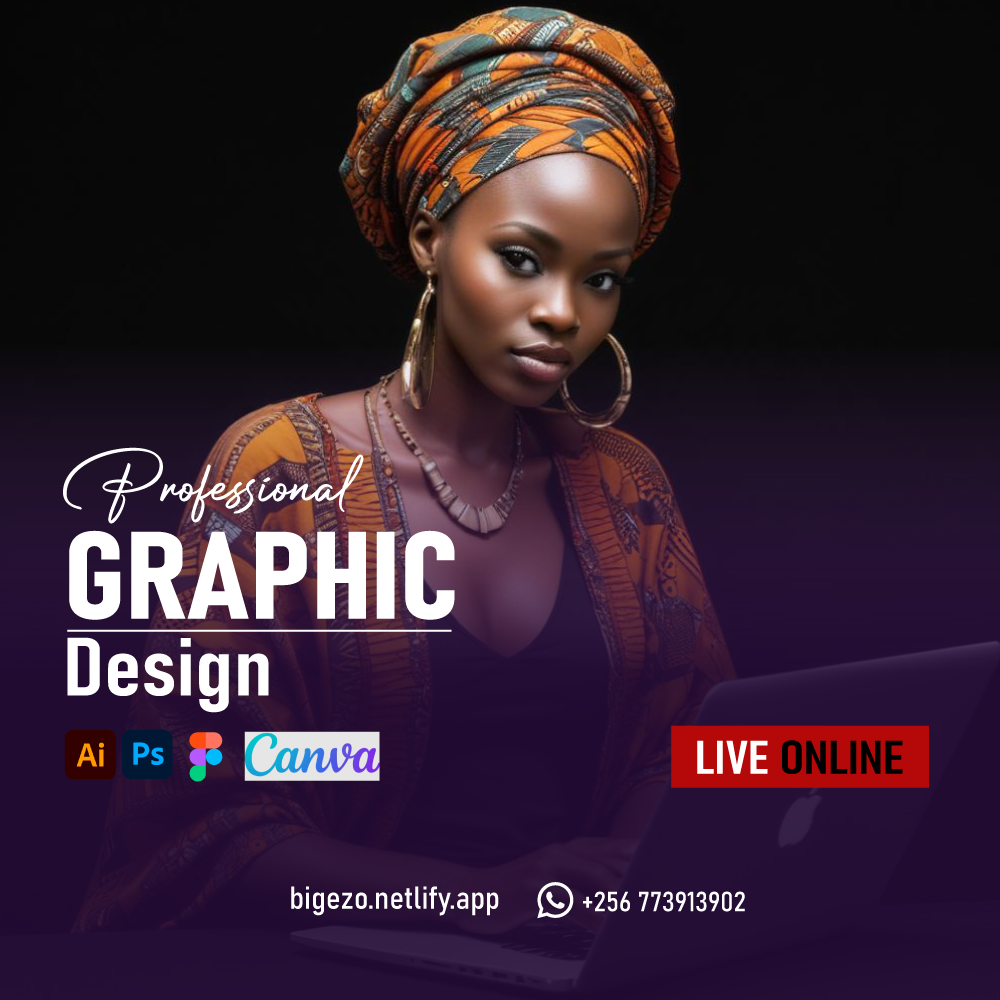 Professional
GRAPHIC
Design
Ai Ps Canva
LIVE ONLINE
bigezo.netlify.app +256 773913902